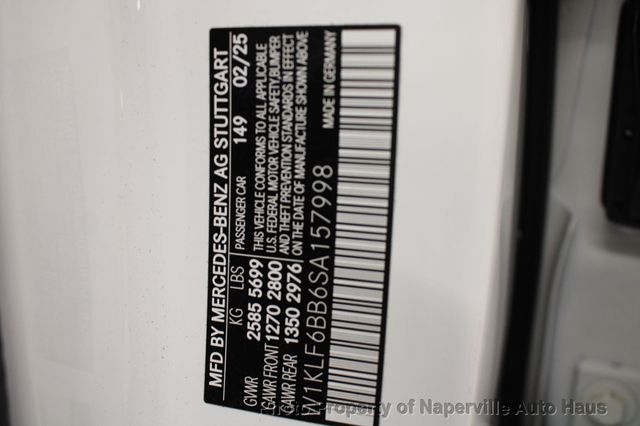 MFD BY MERCEDES-BENZ AG STUTTGART
KG LBS PASSENGER CAR 149 02/25
GVWR 2585 5699 THIS VEHICLE CONFORMS TO ALL APPLICABLE
GAWR FRONT 1270 2800 U.S. FEDERAL MOTOR VEHICLE SAFETY,BUMPER
GAWR REAR 1350 2976 AND THEFT PREVENTION STANDARDS IN EFFECT
ON THE DATE OF MANUFACTURE SHOWN ABOVE
W1KLF6BB6SA157998 MADE IN GERMANY
Photo Property of Naperville Auto Haus